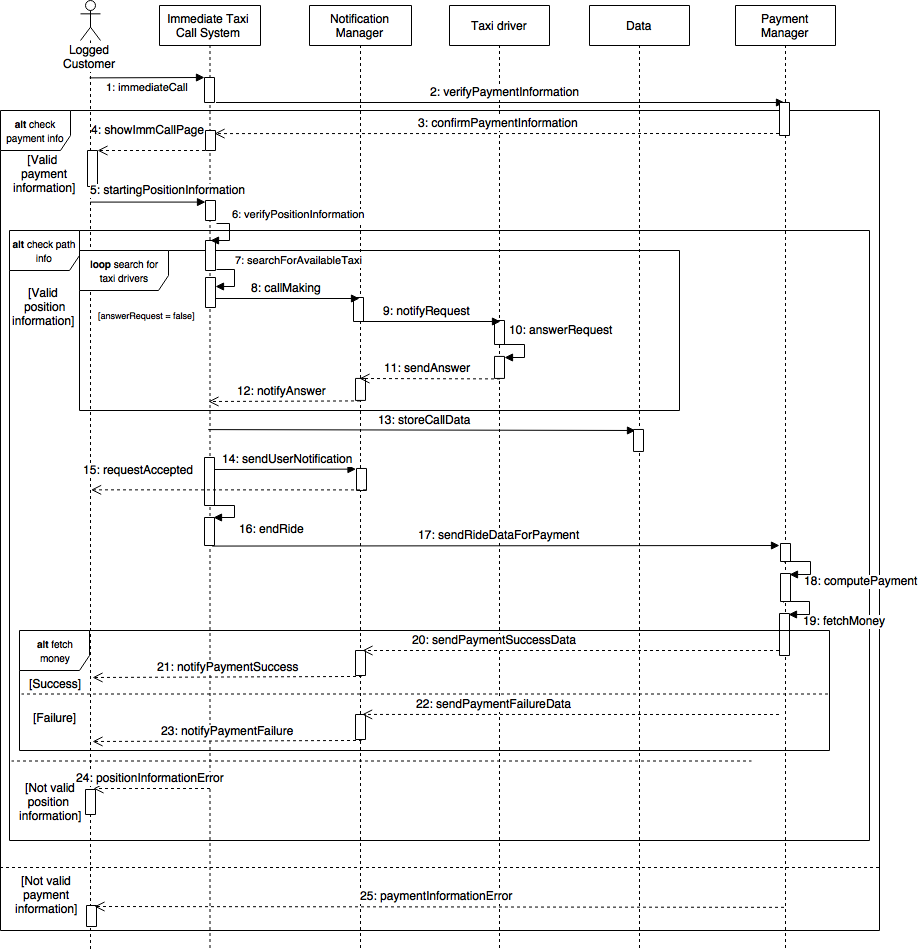 Logged
Customer
Immediate Taxi
Call System
Notification
Manager
Taxi driver
Data
Payment
Manager
1: immediateCall
2: verifyPaymentInformation
alt check
payment info
3: confirmPaymentInformation
4: showImmCallPage
[Valid
payment
information]
5: startingPositionInformation
6: verifyPositionInformation
alt check path
info
loop search for
taxi drivers
7: searchForAvailableTaxi
[Valid
position
information]
8: callMaking
[answerRequest = false]
9: notifyRequest
10: answerRequest
11: sendAnswer
12: notifyAnswer
13: storeCallData
14: sendUserNotification
15: requestAccepted
16: endRide
17: sendRideDataForPayment
18: computePayment
19: fetchMoney
alt fetch
money
20: sendPaymentSuccessData
21: notifyPaymentSuccess
[Success]
22: sendPaymentFailureData
[Failure]
23: notifyPaymentFailure
24: positionInformationError
[Not valid
position
information]
[Not valid
payment
information]
25: paymentInformationError